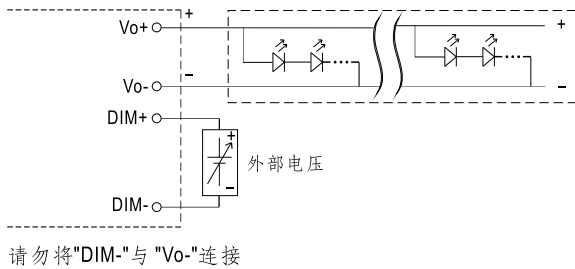 Vo+
+
+
Vo-
−
−
DIM+
+
外部电压
−
DIM-
请勿将"DIM-"与 "Vo-"连接